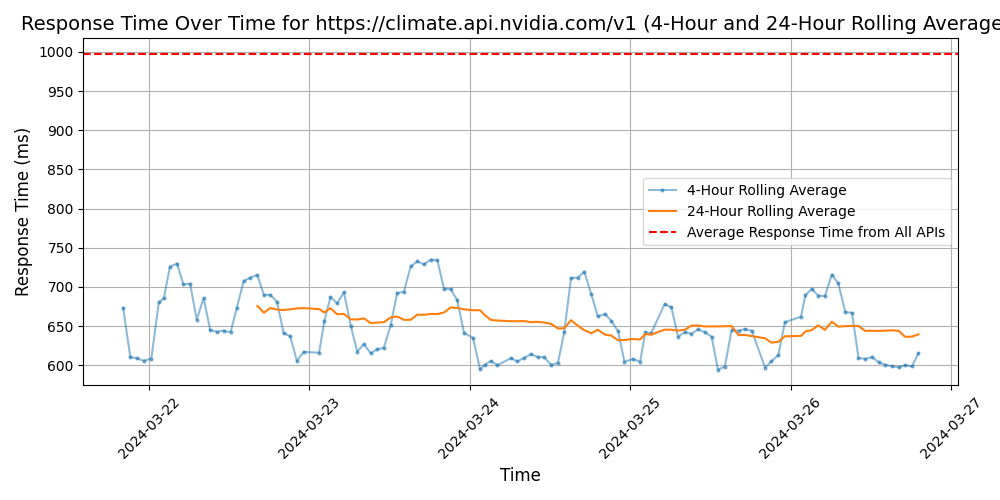 Response Time Over Time for https://climate.api.nvidia.com/v1 (4-Hour and 24-Hour Rolling Average
1000
950
900
850
800
750
700
650
600
Response Time (ms)
4-Hour Rolling Average
24-Hour Rolling Average
Average Response Time from All APIs
2024-03-22
2024-03-23
2024-03-24
2024-03-25
2024-03-26
2024-03-27
Time